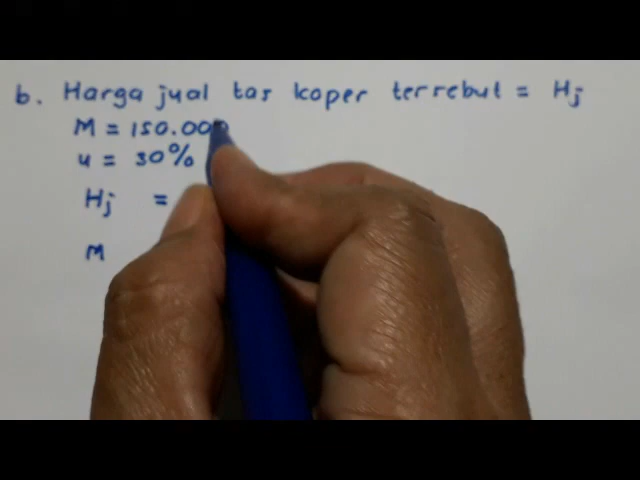 b. Harga jual tas koper tersebut = Hj
M = 150.000
u = 30%
Hj =
M